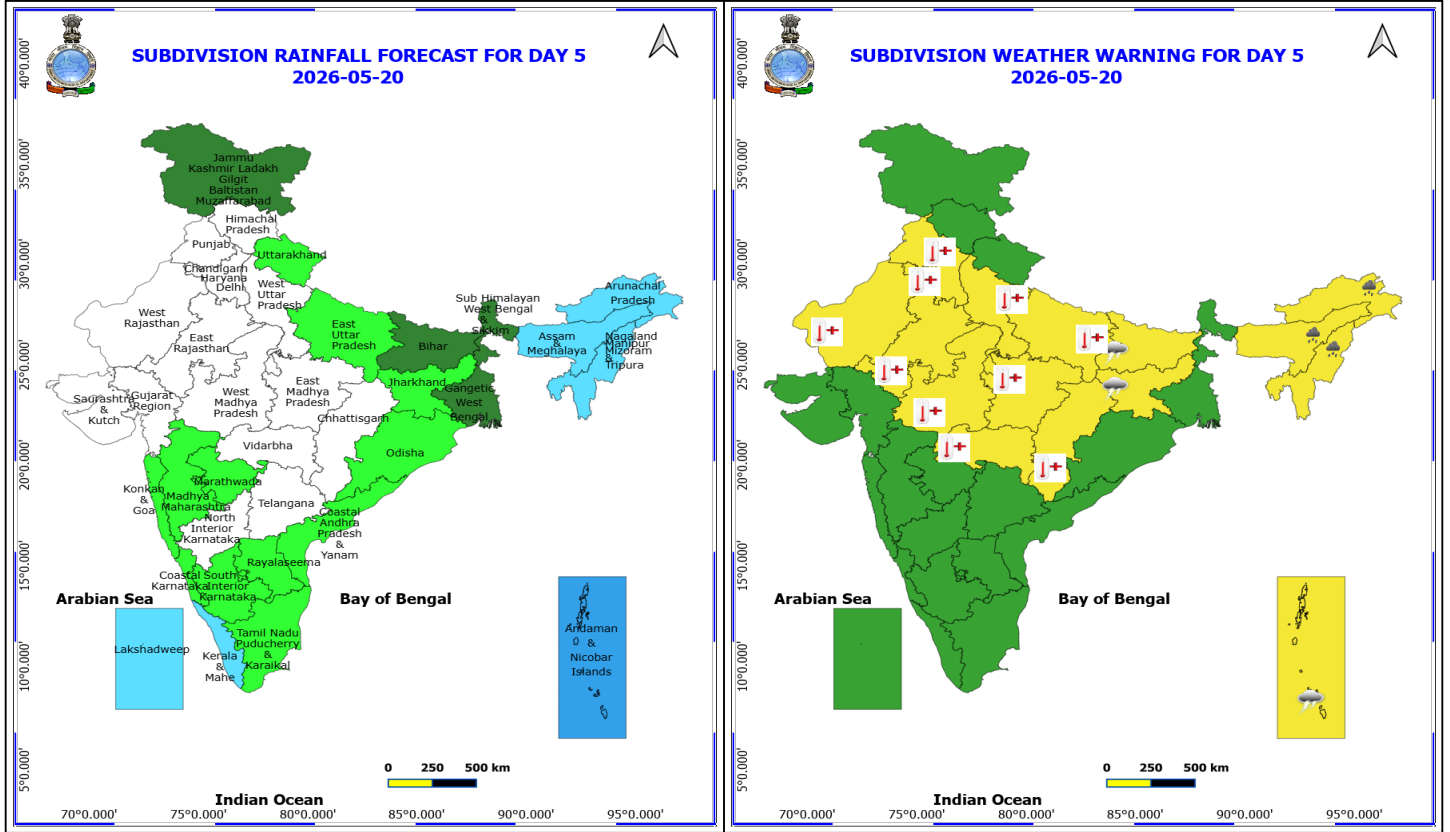 SUBDIVISION RAINFALL FORECAST FOR DAY 5
2026-05-20
40°0.000'
35°0.000'
30°0.000'
25°0.000'
20°0.000'
15°0.000'
10°0.000'
5°0.000'
Jammu
Kashmir Ladakh
Gilgit
Baltistan
Muzaffarabad
Himachal
Pradesh
Punjab
Uttarakhand
Chandigarh
Haryana
Delhi
West
Uttar
Pradesh
Arunachal
Pradesh
Sub Himalayan
West Bengal
&
Sikkim
West
Rajasthan
East
Rajasthan
East
Uttar
Pradesh
Bihar
Assam
&
Meghalaya
Nagaland
Manipur
Mizoram
&
Tripura
Jharkhand
Gangetic
West
Bengal
Saurashtra
&
Kutch
Gujarat
Region
West
Madhya
Pradesh
East
Madhya
Pradesh
Chhattisgarh
Vidarbha
Odisha
Konkan
&
Goa
Madhya
Maharashtra
Marathwada
Telangana
North
Interior
Karnataka
Coastal
Andhra
Pradesh
&
Yanam
Rayalaseema
Coastal
Karnataka
South
Interior
Karnataka
Arabian Sea
Bay of Bengal
Lakshadweep
Kerala
&
Mahe
Tamil Nadu
Puducherry
&
Karaikal
Andaman
&
Nicobar
Islands
0 250 500 km
Indian Ocean
70°0.000' 75°0.000' 80°0.000' 85°0.000' 90°0.000' 95°0.000'
SUBDIVISION WEATHER WARNING FOR DAY 5
2026-05-20
40°0.000'
35°0.000'
30°0.000'
25°0.000'
20°0.000'
15°0.000'
10°0.000'
5°0.000'
Arabian Sea
Bay of Bengal
0 250 500 km
Indian Ocean
70°0.000' 75°0.000' 80°0.000' 85°0.000' 90°0.000' 95°0.000'